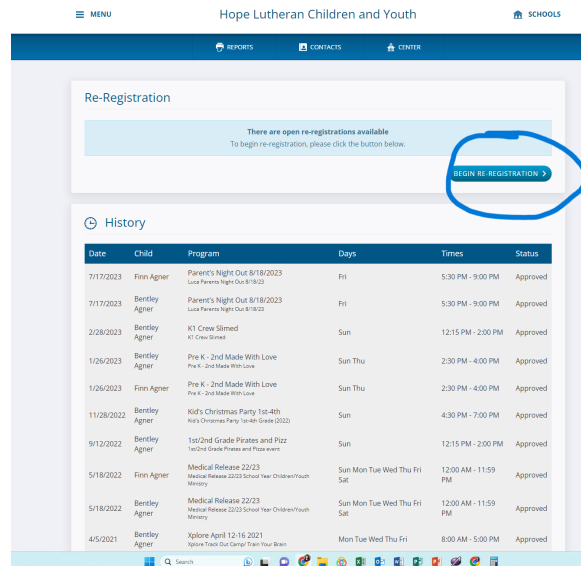 MENU
Hope Lutheran Children and Youth
SCHOOLS
REPORTS CONTACTS CENTER
Re-Registration
There are open re-registrations available
To begin re-registration, please click the button below.
BEGIN RE-REGISTRATION
History
Date Child Program Days Times Status
7/17/2023 Finn Agner Parent's Night Out 8/18/2023 Fri 5:30 PM - 9:00 PM Approved
Luca Parents Night Out 8/18/23
7/17/2023 Bentley Agner Parent's Night Out 8/18/2023 Fri 5:30 PM - 9:00 PM Approved
Luca Parents Night Out 8/18/23
2/28/2023 Bentley Agner K1 Crew Slimed Sun 12:15 PM - 2:00 PM Approved
K1 Crew Slimed
1/26/2023 Bentley Agner Pre K - 2nd Made With Love Sun Thu 2:30 PM - 4:00 PM Approved
Pre K - 2nd Made With Love
1/26/2023 Finn Agner Pre K - 2nd Made With Love Sun Thu 2:30 PM - 4:00 PM Approved
Pre K - 2nd Made With Love
11/28/2022 Bentley Agner Kid's Christmas Party 1st-4th Sun 4:30 PM - 7:00 PM Approved
Kid's Christmas Party 1st-4th Grade (2022)
9/12/2022 Bentley Agner 1st/2nd Grade Pirates and Pizz Sun 12:15 PM - 2:00 PM Approved
1st/2nd Grade Pirates and Pizza event
5/18/2022 Finn Agner Medical Release 22/23 Sun Mon Tue Wed Thu Fri Sat 12:00 AM - 11:59 PM Approved
Medical Release 22/23 School Year Children/Youth Ministry
5/18/2022 Bentley Agner Medical Release 22/23 Sun Mon Tue Wed Thu Fri Sat 12:00 AM - 11:59 PM Approved
Medical Release 22/23 School Year Children/Youth Ministry
4/5/2021 Bentley Agner Xplore April 12-16 2021 Mon Tue Wed Thu Fri 8:00 AM - 5:00 PM Approved
Xplore Track Out Camp/ Train Your Brain
Search